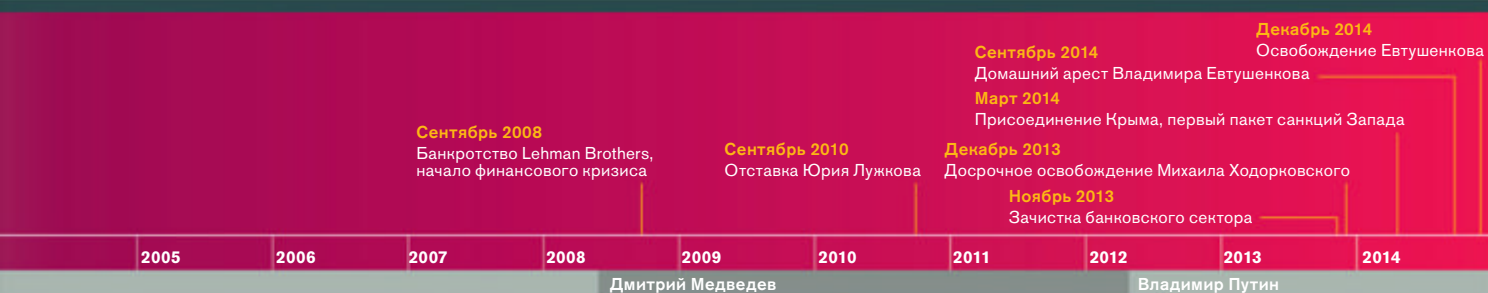 Декабрь 2014
Освобождение Евтушенкова
Сентябрь 2014
Домашний арест Владимира Евтушенкова
Март 2014
Присоединение Крыма, первый пакет санкций Запада
Сентябрь 2008
Банкротство Lehman Brothers,
начало финансового кризиса
Сентябрь 2010
Отставка Юрия Лужкова
Декабрь 2013
Досрочное освобождение Михаила Ходорковского
Ноябрь 2013
Зачистка банковского сектора
2005 2006 2007 2008 2009 2010 2011 2012 2013 2014
Дмитрий Медведев Владимир Путин